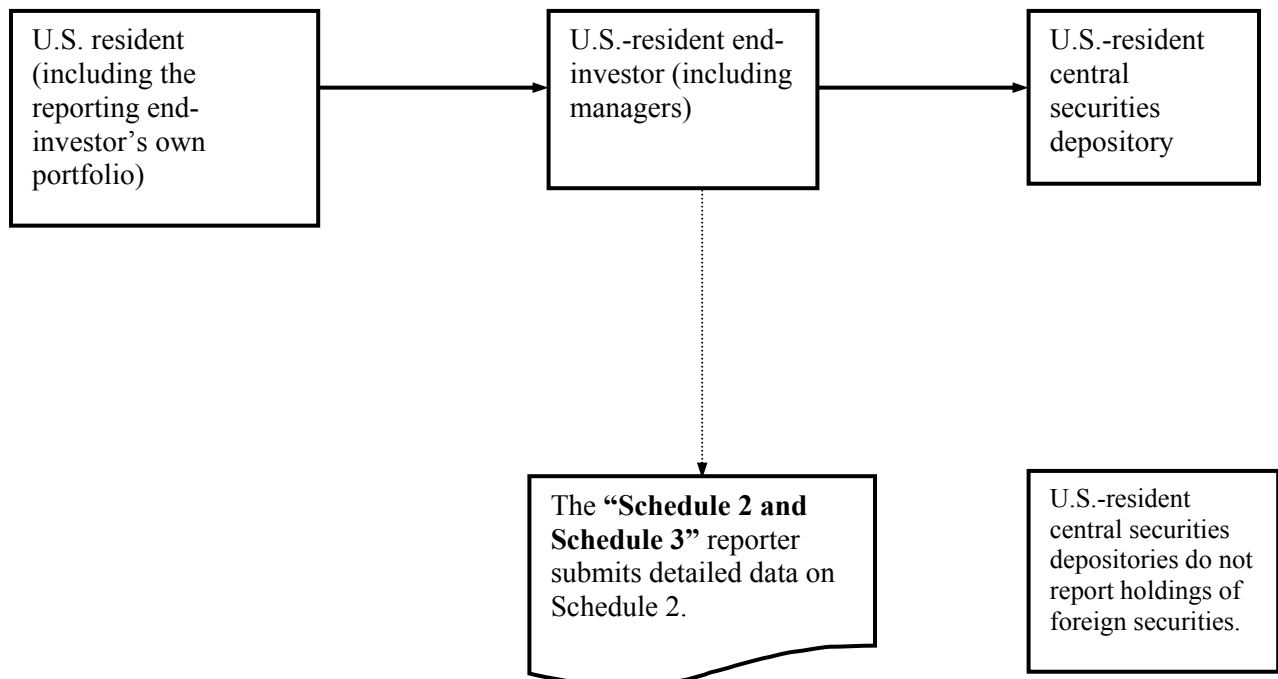 U.S. resident
(including the
reporting end-
investor’s own
portfolio)
U.S.-resident end-
investor (including
managers)
U.S.-resident
central
securities
depository
The “Schedule 2 and
Schedule 3” reporter
submits detailed data on
Schedule 2.
U.S.-resident
central securities
depositories do not
report holdings of
foreign securities.